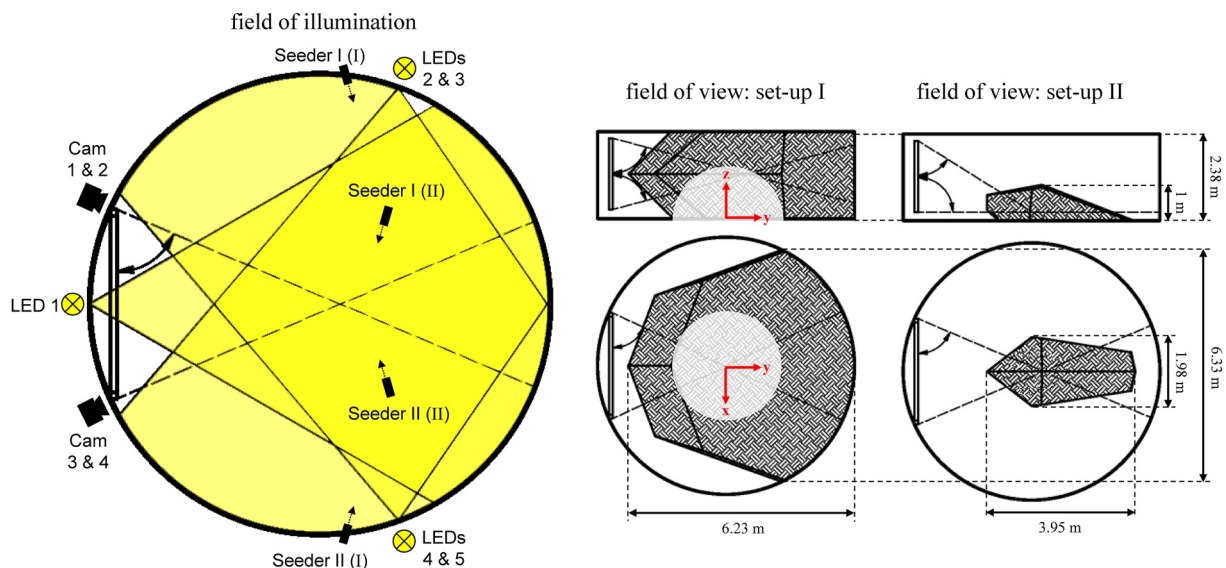 field of illumination
Seeder I (I)
LEDs
2 & 3
Cam
1 & 2
Seeder I (II)
LED 1
Seeder II (II)
Cam
3 & 4
Seeder II (I)
LEDs
4 & 5
field of view: set-up I
z
y
field of view: set-up II
2.38 m
1 m
y
x
6.23 m
1.98 m
6.33 m
3.95 m